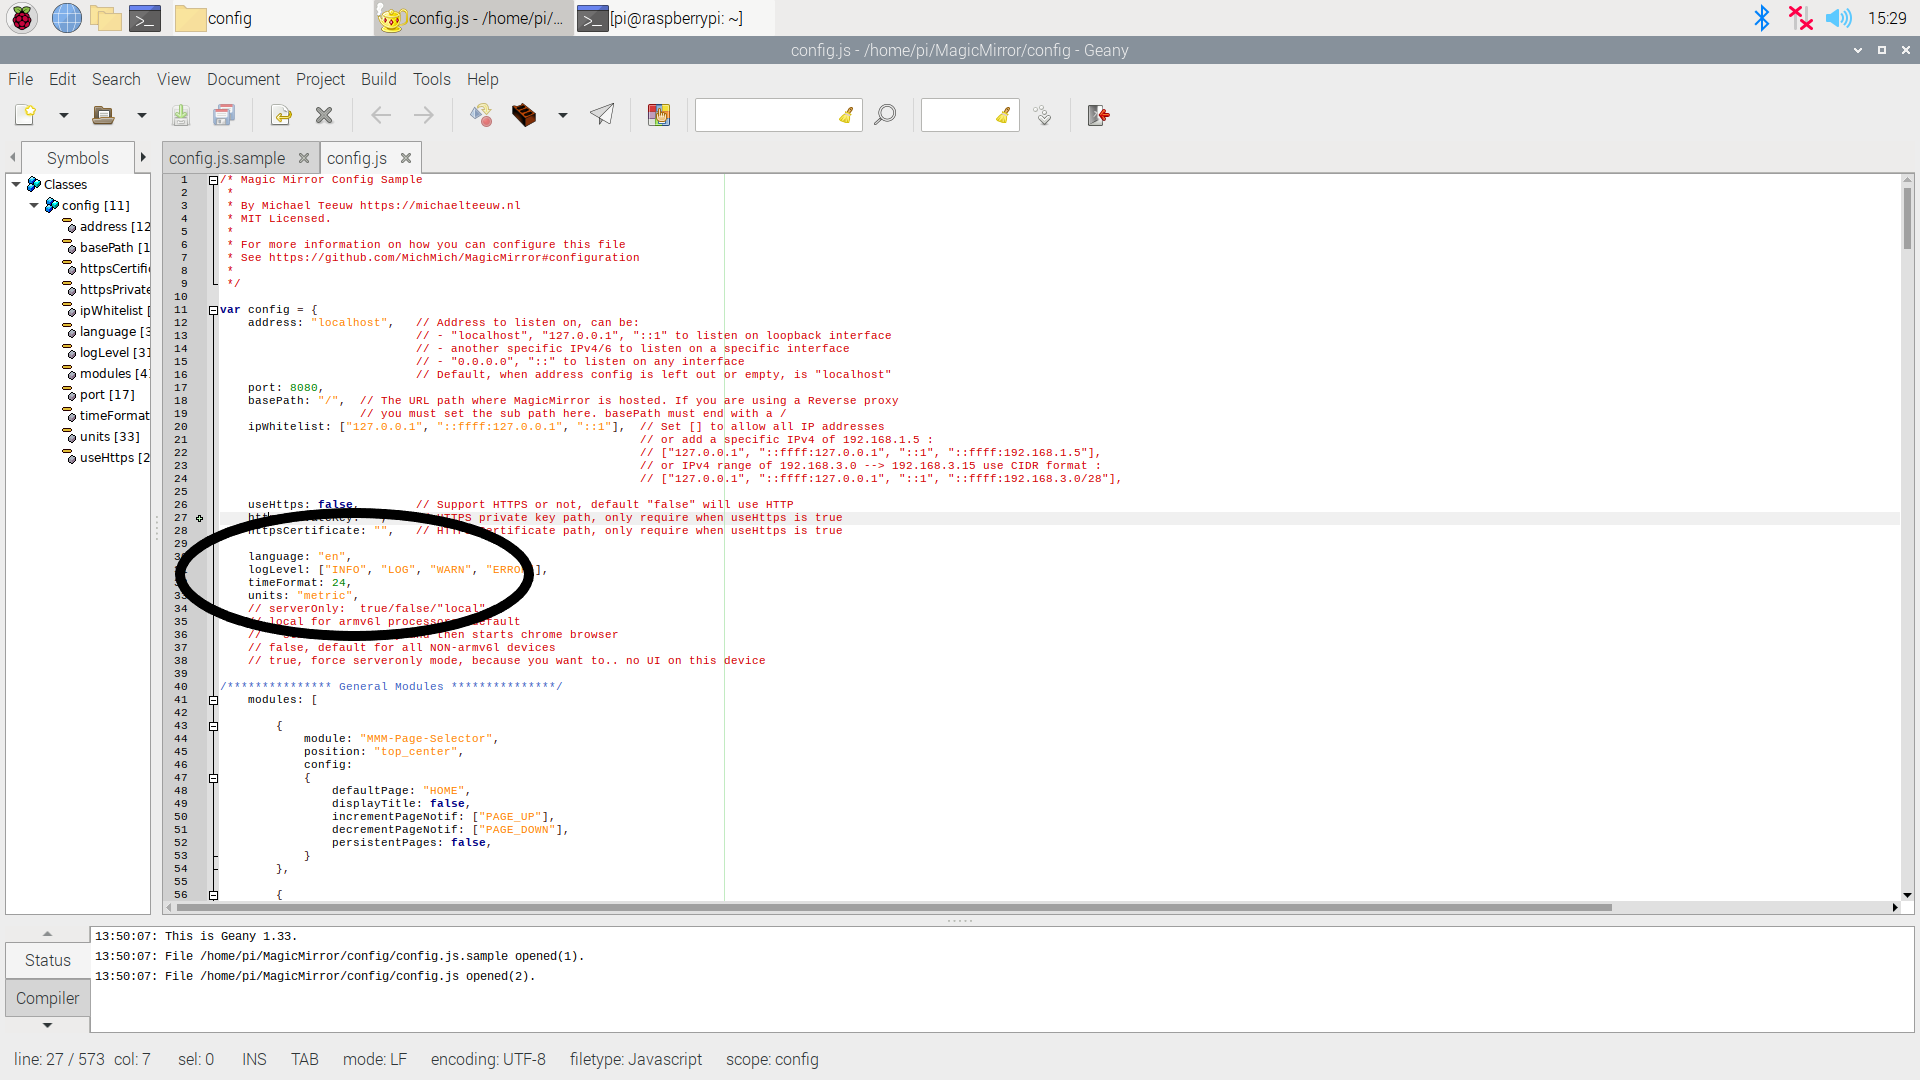 config
config.js - /home/pi/...
[pi@raspberrypi: ~]
15:29
config.js - /home/pi/MagicMirror/config - Geany
File Edit Search View Document Project Build Tools Help
Symbols
config.js.sample
config.js
Classes
config [11]
address [12
basePath [1
httpsCertifi
httpsPrivate
ipWhitelist [
language [3
logLevel [31
modules [41
port [17]
timeFormat
units [33]
useHttps [2
1 /* Magic Mirror Config Sample
2 *
3 * By Michael Teeuw https://michaelteeuw.nl
4 * MIT Licensed.
5 *
6 * For more information on how you can configure this file
7 * See https://github.com/MichMich/MagicMirror#configuration
8 *
9 */
10
11 var config = {
12 address: "localhost", // Address to listen on, can be:
13 // - "localhost", "127.0.0.1", "::1" to listen on loopback interface
14 // - another specific IPv4/6 to listen on a specific interface
15 // - "0.0.0.0", "::" to listen on any interface
16 // Default, when address config is left out or empty, is "localhost"
17 port: 8080,
18 basePath: "/", // The URL path where MagicMirror is hosted. If you are using a Reverse proxy
19 // you must set the sub path here. basePath must end with a /
20 ipWhitelist: ["127.0.0.1", "::ffff:127.0.0.1", "::1"], // Set [] to allow all IP addresses
21 // or add a specific IPv4 of 192.168.1.5 :
22 // ["127.0.0.1", "::ffff:127.0.0.1", "::1", "::ffff:192.168.1.5"],
23 // or IPv4 range of 192.168.3.0 --> 192.168.3.15 use CIDR format :
24 // ["127.0.0.1", "::ffff:127.0.0.1", "::1", "::ffff:192.168.3.0/28"],
25
26 useHttps: false, // Support HTTPS or not, default "false" will use HTTP
27 HTTPS private key path, only require when useHttps is true
28 httpsCertificate: "", // Certificate path, only require when useHttps is true
29
language: "en",
logLevel: ["INFO", "LOG", "WARN", "ERRO ],
timeFormat: 24,
33 units: "metric",
34 // serverOnly: true/false/"local"
35 // local for armv6l processors default
36 // then starts chrome browser
37 // false, default for all NON-armv6l devices
38 // true, force serveronly mode, because you want to.. no UI on this device
39
40 /*************** General Modules ***************/
41 modules: [
42
43 {
44 module: "MMM-Page-Selector",
45 position: "top_center",
46 config:
47 {
48 defaultPage: "HOME",
49 displayTitle: false,
50 incrementPageNotif: ["PAGE_UP"],
51 decrementPageNotif: ["PAGE_DOWN"],
52 persistentPages: false,
53 }
54 },
55
56 {
Status
Compiler
13:50:07: This is Geany 1.33.
13:50:07: File /home/pi/MagicMirror/config/config.js.sample opened(1).
13:50:07: File /home/pi/MagicMirror/config/config.js opened(2).
line: 27 / 573 col: 7 sel: 0 INS TAB mode: LF encoding: UTF-8 filetype: Javascript scope: config